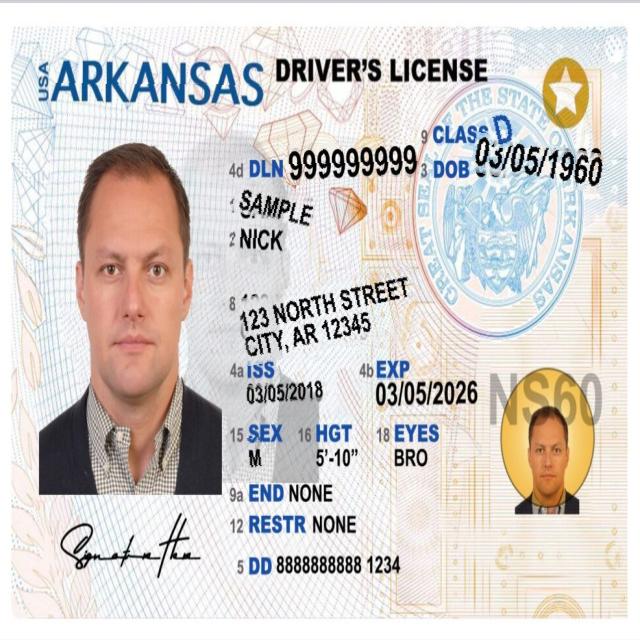 USA ARKANSAS DRIVER'S LICENSE
GREAT SEAL OF THE STATE OF ARKANSAS
9 CLASS D
4d DLN 999999999 3 DOB 03/05/1960
1 SAMPLE
2 NICK
8
123 NORTH STREET
CITY, AR 12345
4a ISS 4b EXP
03/05/2018 03/05/2026
NS60
15 SEX 16 HGT 18 EYES
M 5'-10" BRO
9a END NONE
12 RESTR NONE
5 DD 8888888888 1234